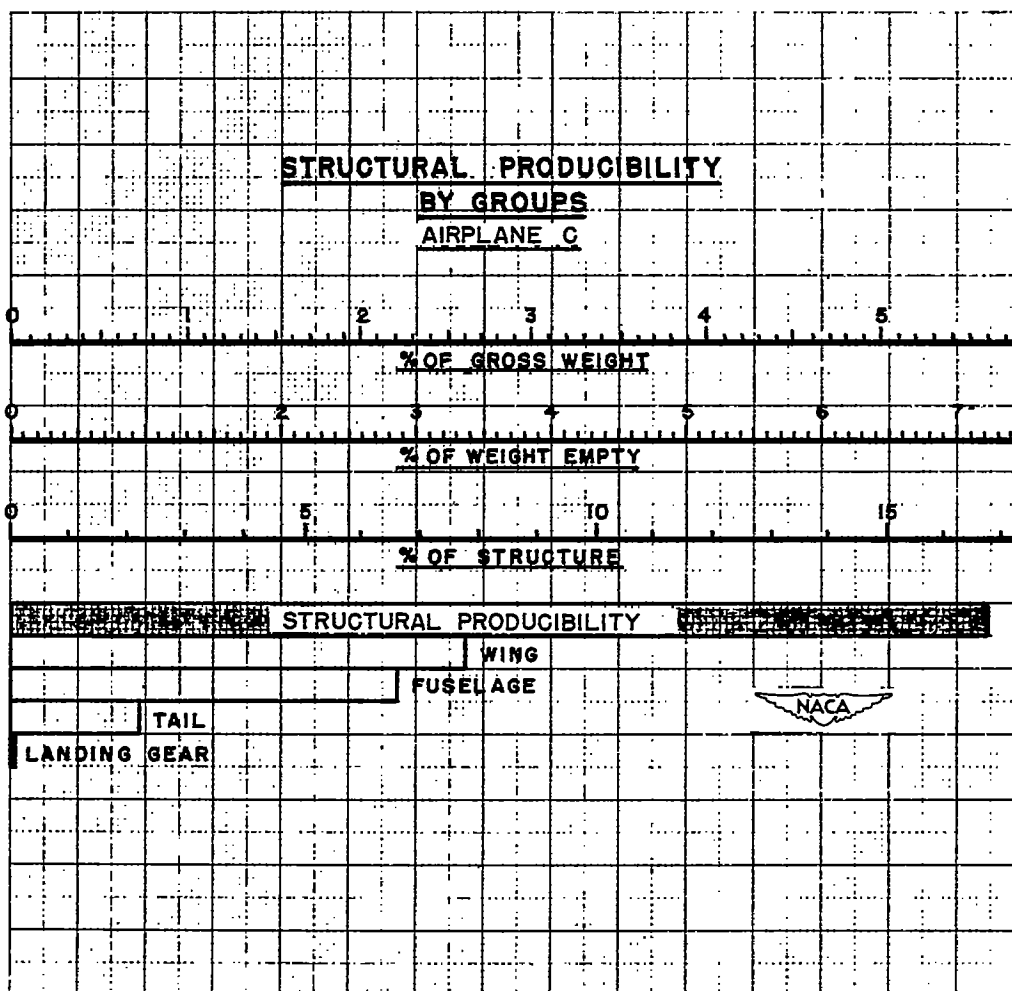 STRUCTURAL PRODUCIBILITY
BY GROUPS
AIRPLANE C
0 1 2 3 4 5
% OF GROSS WEIGHT
0 2 3 4 5 6 7
% OF WEIGHT EMPTY
0 5 10 15
% OF STRUCTURE
STRUCTURAL PRODUCIBILITY
WING
FUSELAGE
NACA
TAIL
LANDING GEAR